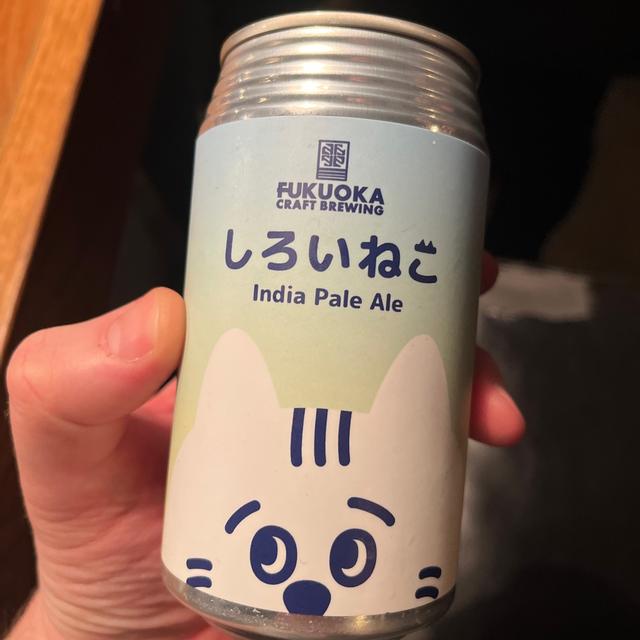 FUKUOKA
CRAFT BREWING
しろいねこ
India Pale Ale